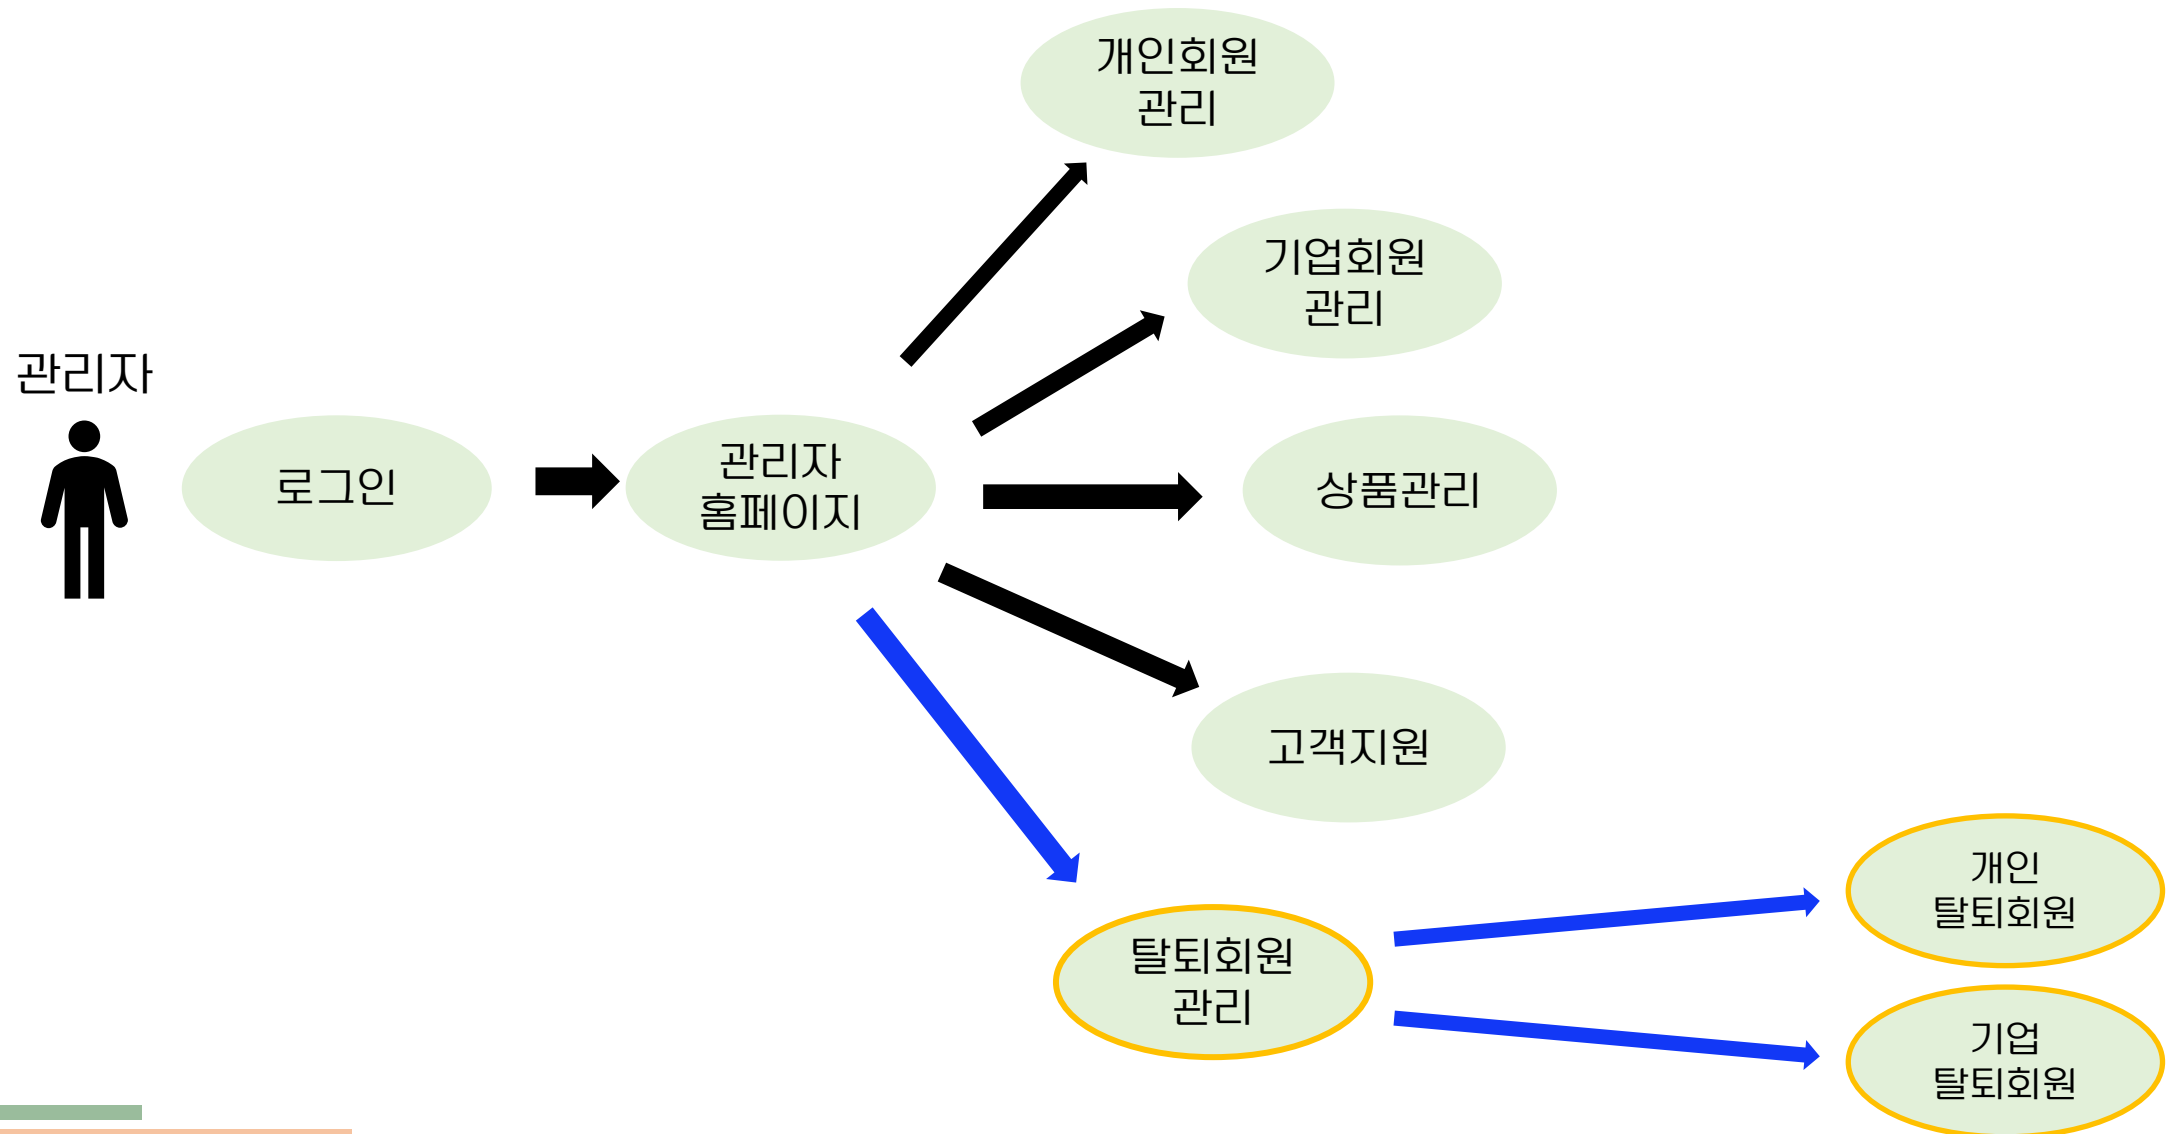 개인회원
관리
기업회원
관리
관리자
로그인
관리자
홈페이지
상품관리
고객지원
탈퇴회원
관리
개인
탈퇴회원
기업
탈퇴회원